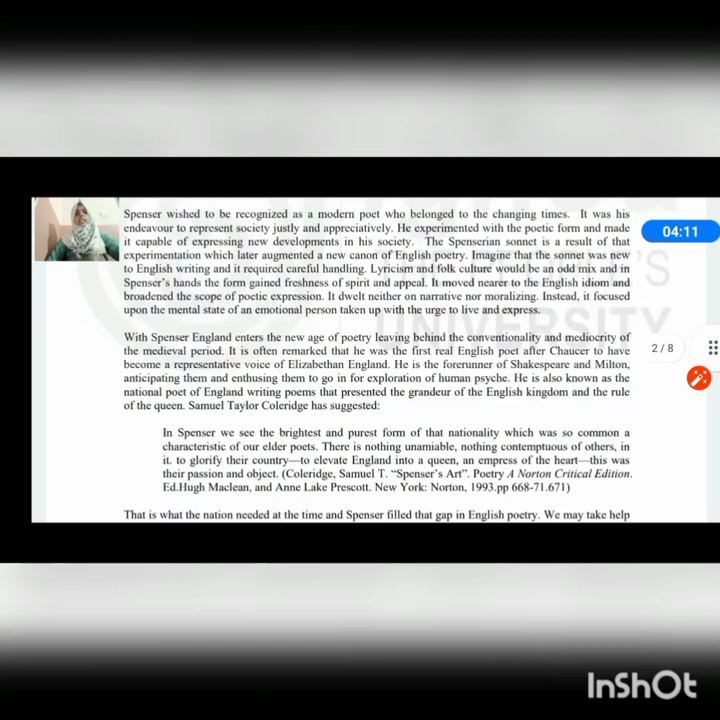 Spenser wished to be recognized as a modern poet who belonged to the changing times. It was his
endeavour to represent society justly and appreciatively. He experimented with the poetic form and made
it capable of expressing new developments in his society. The Spenserian sonnet is a result of that
experimentation which later augmented a new canon of English poetry. Imagine that the sonnet was new
to English writing and it required careful handling. Lyricism and folk culture would be an odd mix and in
Spenser's hands the form gained freshness of spirit and appeal. It moved nearer to the English idiom and
broadened the scope of poetic expression. It dwelt neither on narrative nor moralizing. Instead, it focused
upon the mental state of an emotional person taken up with the urge to live and express.
04:11
With Spenser England enters the new age of poetry leaving behind the conventionality and mediocrity of
the medieval period. It is often remarked that he was the first real English poet after Chaucer to have
become a representative voice of Elizabethan England. He is the forerunner of Shakespeare and Milton,
anticipating them and enthusing them to go in for exploration of human psyche. He is also known as the
national poet of England writing poems that presented the grandeur of the English kingdom and the rule
of the queen. Samuel Taylor Coleridge has suggested:
2/8
In Spenser we see the brightest and purest form of that nationality which was so common a
characteristic of our elder poets. There is nothing unamiable, nothing contemptuous of others, in
it. to glorify their country—to elevate England into a queen, an empress of the heart—this was
their passion and object. (Coleridge, Samuel T. “Spenser's Art”. Poetry A Norton Critical Edition.
Ed.Hugh Maclean, and Anne Lake Prescott. New York: Norton, 1993.pp 668-71.671)
That is what the nation needed at the time and Spenser filled that gap in English poetry. We may take help
UNIVERSITY
InShOt